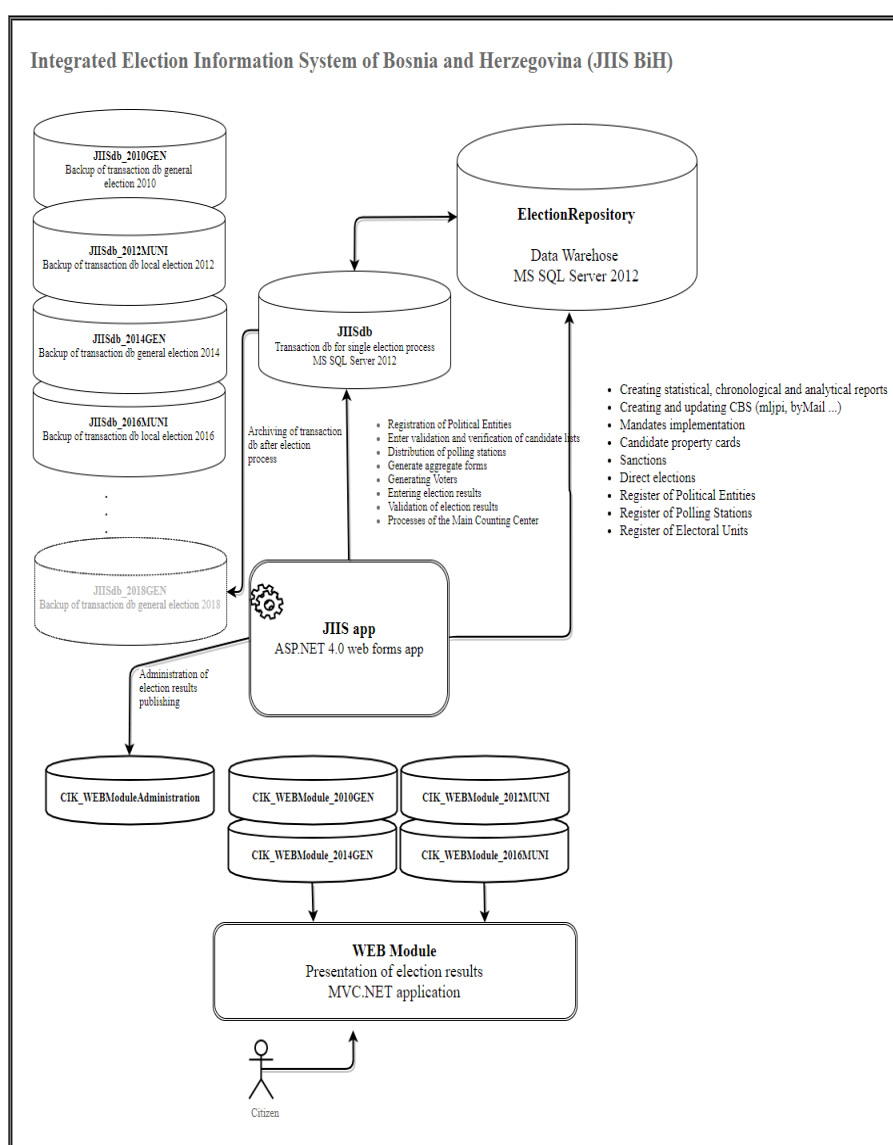 Integrated Election Information System of Bosnia and Herzegovina (JIIS BiH)
JIISdb_2010GEN
Backup of transaction db general
election 2010
JIISdb_2012MUNI
Backup of transaction db local election 2012
JIISdb_2014GEN
Backup of transaction db general election 2014
JIISdb_2016MUNI
Backup of transaction db local election 2016
.
.
.
JIISdb_2018GEN
Backup of transaction db general election 2018
ElectionRepository
Data Warehose
MS SQL Server 2012
JIISdb
Transaction db for single election process
MS SQL Server 2012
Archiving of transaction
db after election
process
• Registration of Political Entities
• Enter validation and verification of candidate lists
• Distribution of polling stations
• Generate aggregate forms
• Generating Voters
• Entering election results
• Validation of election results
• Processes of the Main Counting Center
• Creating statistical, chronological and analytical reports
• Creating and updating CBS (mljpi, byMail ...)
• Mandates implementation
• Candidate property cards
• Sanctions
• Direct elections
• Register of Political Entities
• Register of Polling Stations
• Register of Electoral Units
JIIS app
ASP.NET 4.0 web forms app
Administration of
election results
publishing
CIK_WEBModuleAdministration
CIK_WEBModule_2010GEN
CIK_WEBModule_2012MUNI
CIK_WEBModule_2014GEN
CIK_WEBModule_2016MUNI
WEB Module
Presentation of election results
MVC.NET application
Citizen